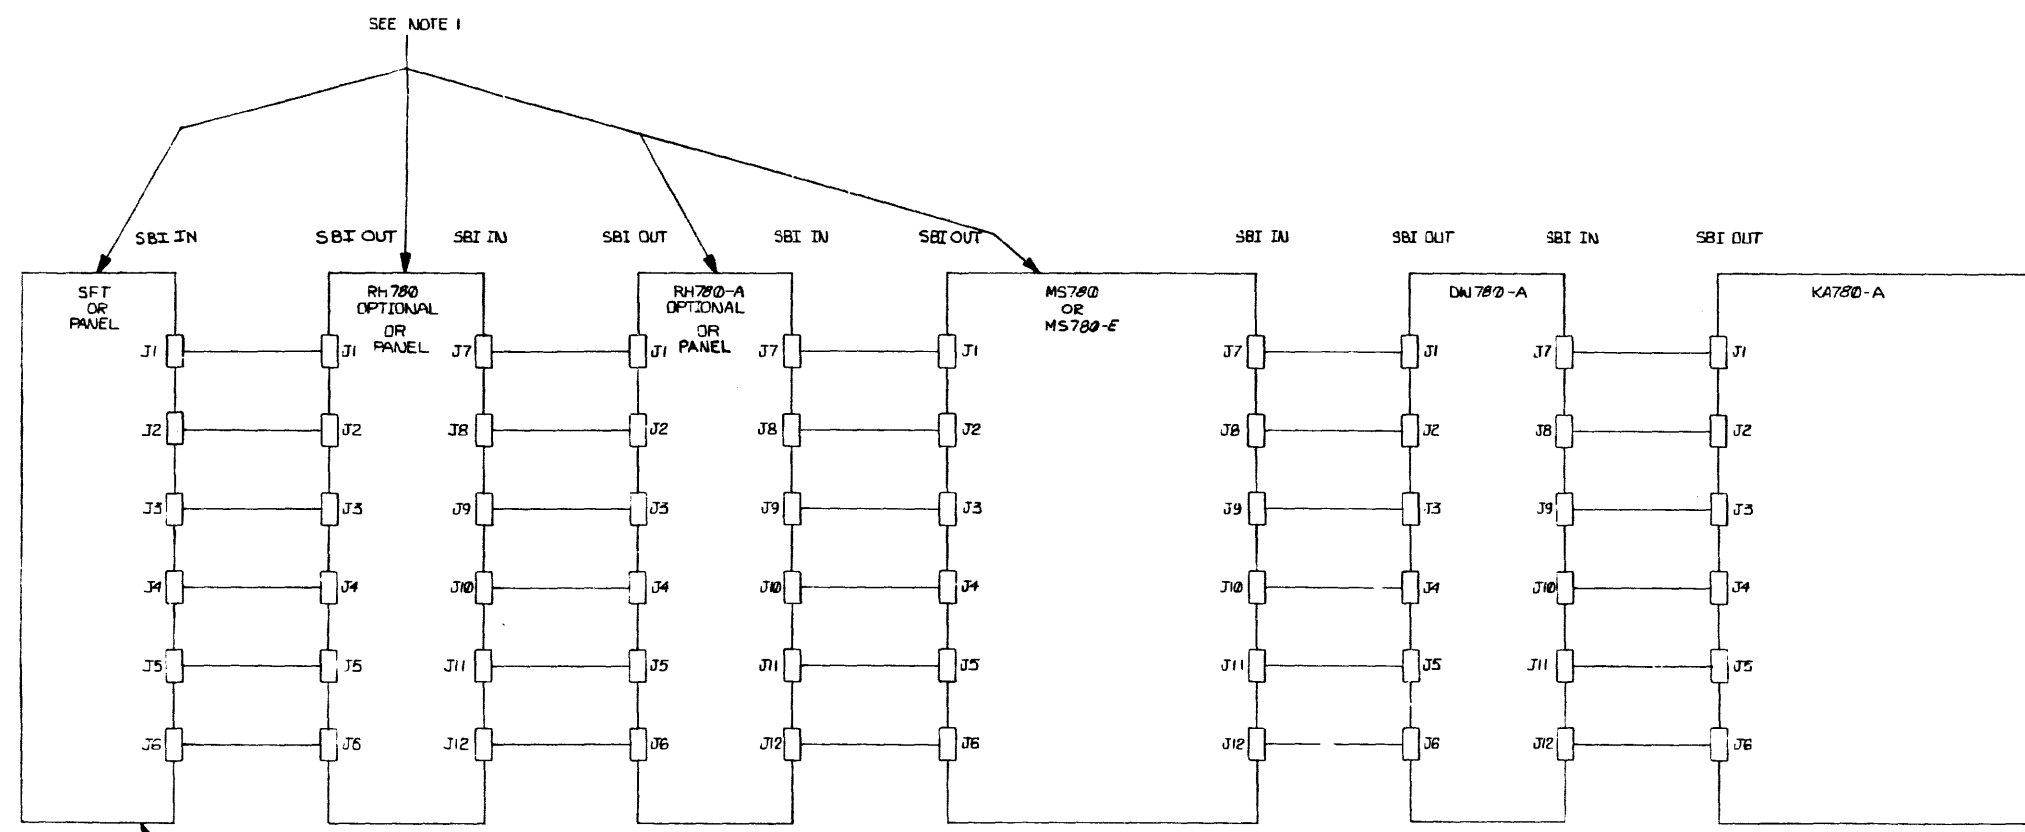 SEE NOTE 1
SBI IN SBI OUT SBI IN SBI OUT SBI IN SBI OUT SBI IN SBI OUT SBI IN SBI OUT
SFT
OR
PANEL
RH780
OPTIONAL
OR
PANEL
RH780-A
OPTIONAL
OR
PANEL
MS780
OR
MS780-E
DW780-A
KA780-A
J1 J1 J7 J1 J7 J1 J7 J1 J7 J1
J2 J2 J8 J2 J8 J2 J8 J2 J8 J2
J3 J3 J9 J3 J9 J3 J9 J3 J9 J3
J4 J4 J10 J4 J10 J4 J10 J4 J10 J4
J5 J5 J11 J5 J11 J5 J11 J5 J11 J5
J6 J6 J12 J6 J12 J6 J12 J6 J12 J6